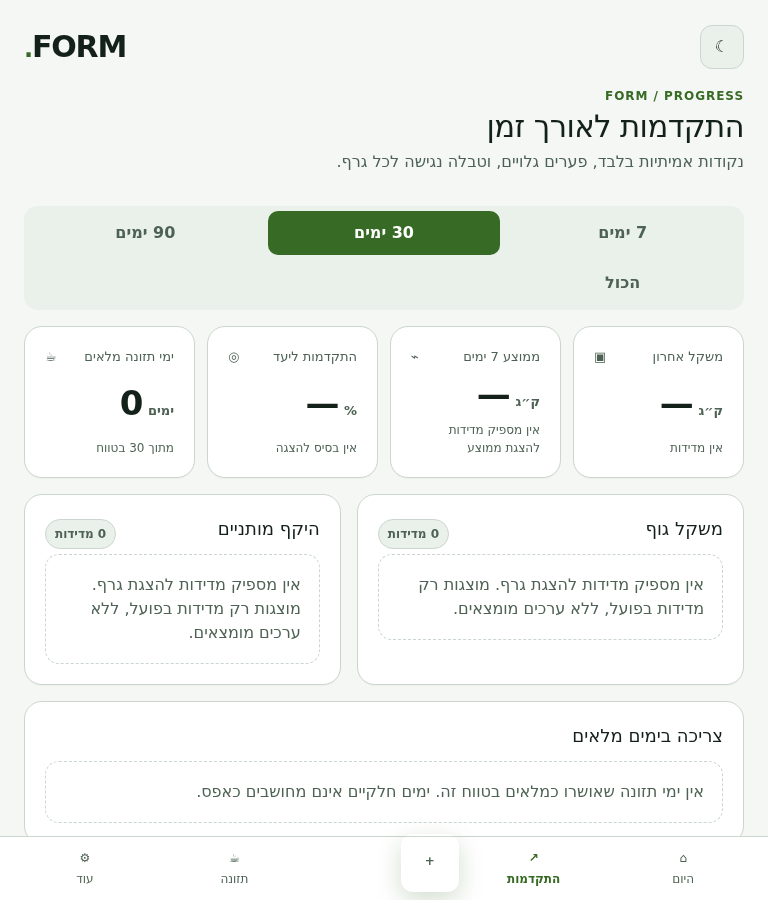 FORM.
FORM / PROGRESS
התקדמות לאורך זמן
נקודות אמיתיות בלבד, פערים גלויים, וטבלה נגישה לכל גרף.
7 ימים
30 ימים
90 ימים
הכול
משקל אחרון
— ק״ג
אין מדידות
ממוצע 7 ימים
— ק״ג
אין מספיק מדידות
להצגת ממוצע
התקדמות ליעד
— %
אין בסיס להצגה
ימי תזונה מלאים
0 ימים
מתוך 30 בטווח
משקל גוף
0 מדידות
אין מספיק מדידות להצגת גרף. מוצגות רק
מדידות בפועל, ללא ערכים מומצאים.
היקף מותניים
0 מדידות
אין מספיק מדידות להצגת גרף.
מוצגות רק מדידות בפועל, ללא
ערכים מומצאים.
צריכה בימים מלאים
אין ימי תזונה שאושרו כמלאים בטווח זה. ימים חלקיים אינם מחושבים כאפס.
היום
התקדמות
+
תזונה
עוד